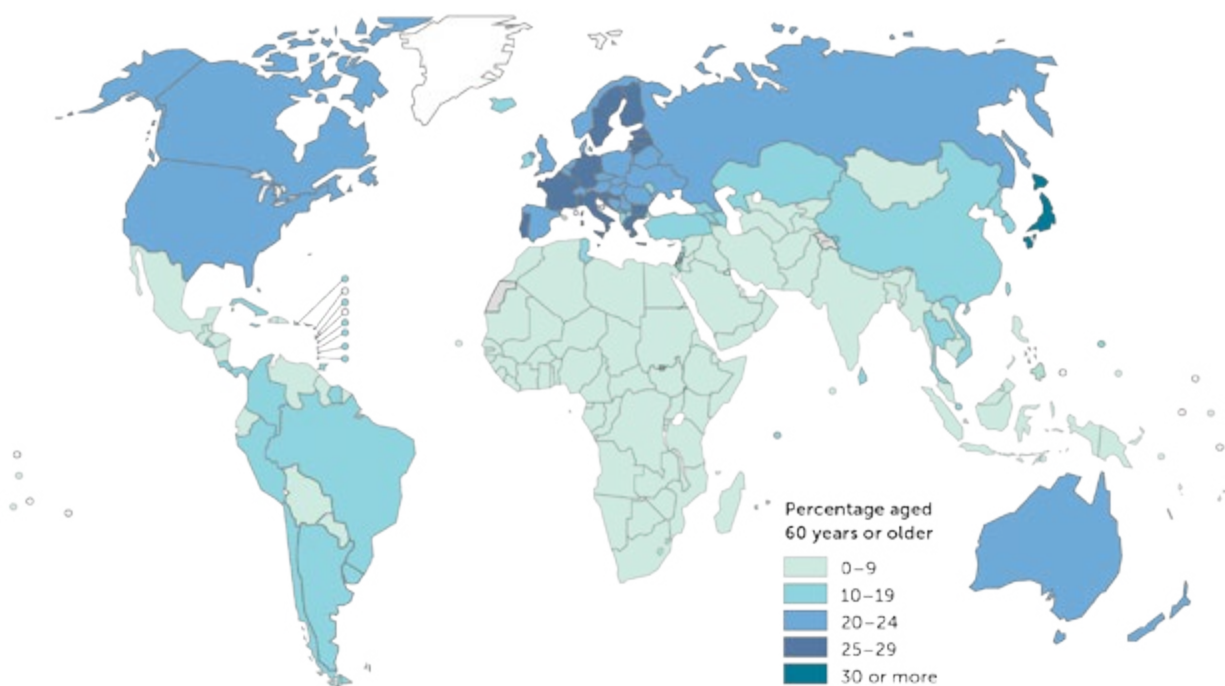 Percentage aged
60 years or older
0–9
10–19
20–24
25–29
30 or more